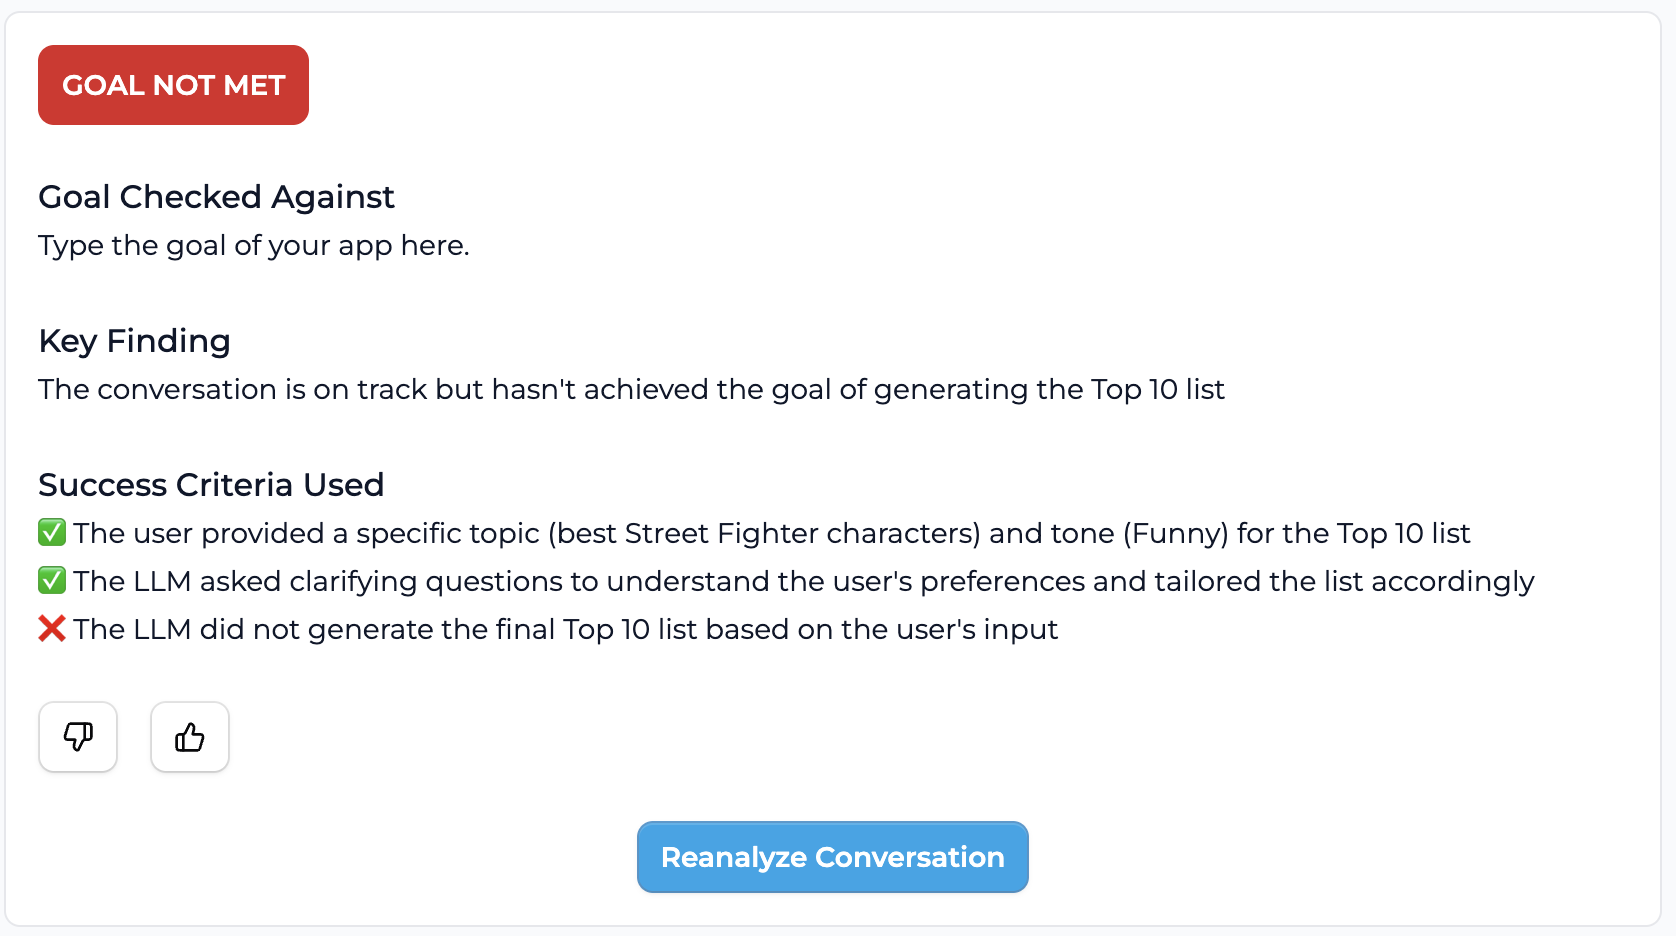 GOAL NOT MET
Goal Checked Against
Type the goal of your app here.
Key Finding
The conversation is on track but hasn't achieved the goal of generating the Top 10 list
Success Criteria Used
✅ The user provided a specific topic (best Street Fighter characters) and tone (Funny) for the Top 10 list
✅ The LLM asked clarifying questions to understand the user's preferences and tailored the list accordingly
❌ The LLM did not generate the final Top 10 list based on the user's input
Reanalyze Conversation